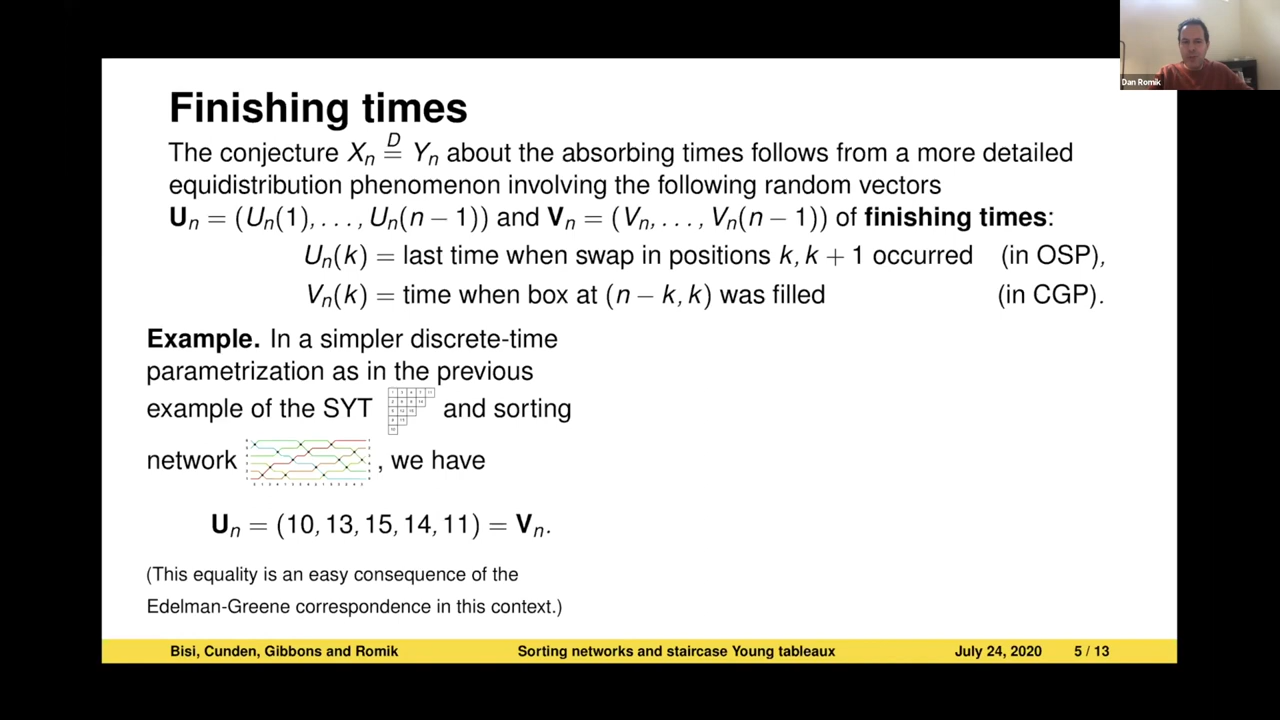 Dan Romik
Finishing times
The conjecture Xₙ =ᴰ Yₙ about the absorbing times follows from a more detailed
equidistribution phenomenon involving the following random vectors
Uₙ = (Uₙ(1), . . . , Uₙ(n − 1)) and Vₙ = (Vₙ, . . . , Vₙ(n − 1)) of finishing times:
Uₙ(k) = last time when swap in positions k, k + 1 occurred (in OSP),
Vₙ(k) = time when box at (n − k, k) was filled (in CGP).
Example. In a simpler discrete-time
parametrization as in the previous
example of the SYT and sorting
network , we have
Uₙ = (10, 13, 15, 14, 11) = Vₙ.
(This equality is an easy consequence of the
Edelman-Greene correspondence in this context.)
Bisi, Cunden, Gibbons and Romik Sorting networks and staircase Young tableaux July 24, 2020 5 / 13